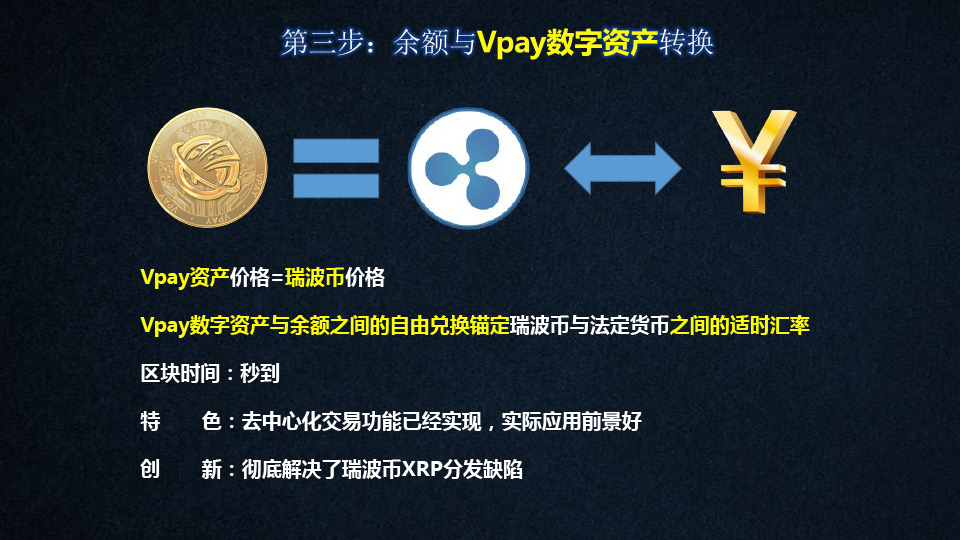 第三步：余额与Vpay数字资产转换
VPAY
VPAY
VPAY
Vpay资产价格=瑞波币价格
Vpay数字资产与余额之间的自由兑换锚定瑞波币与法定货币之间的适时汇率
区块时间：秒到
特 色：去中心化交易功能已经实现，实际应用前景好
创 新：彻底解决了瑞波币XRP分发缺陷